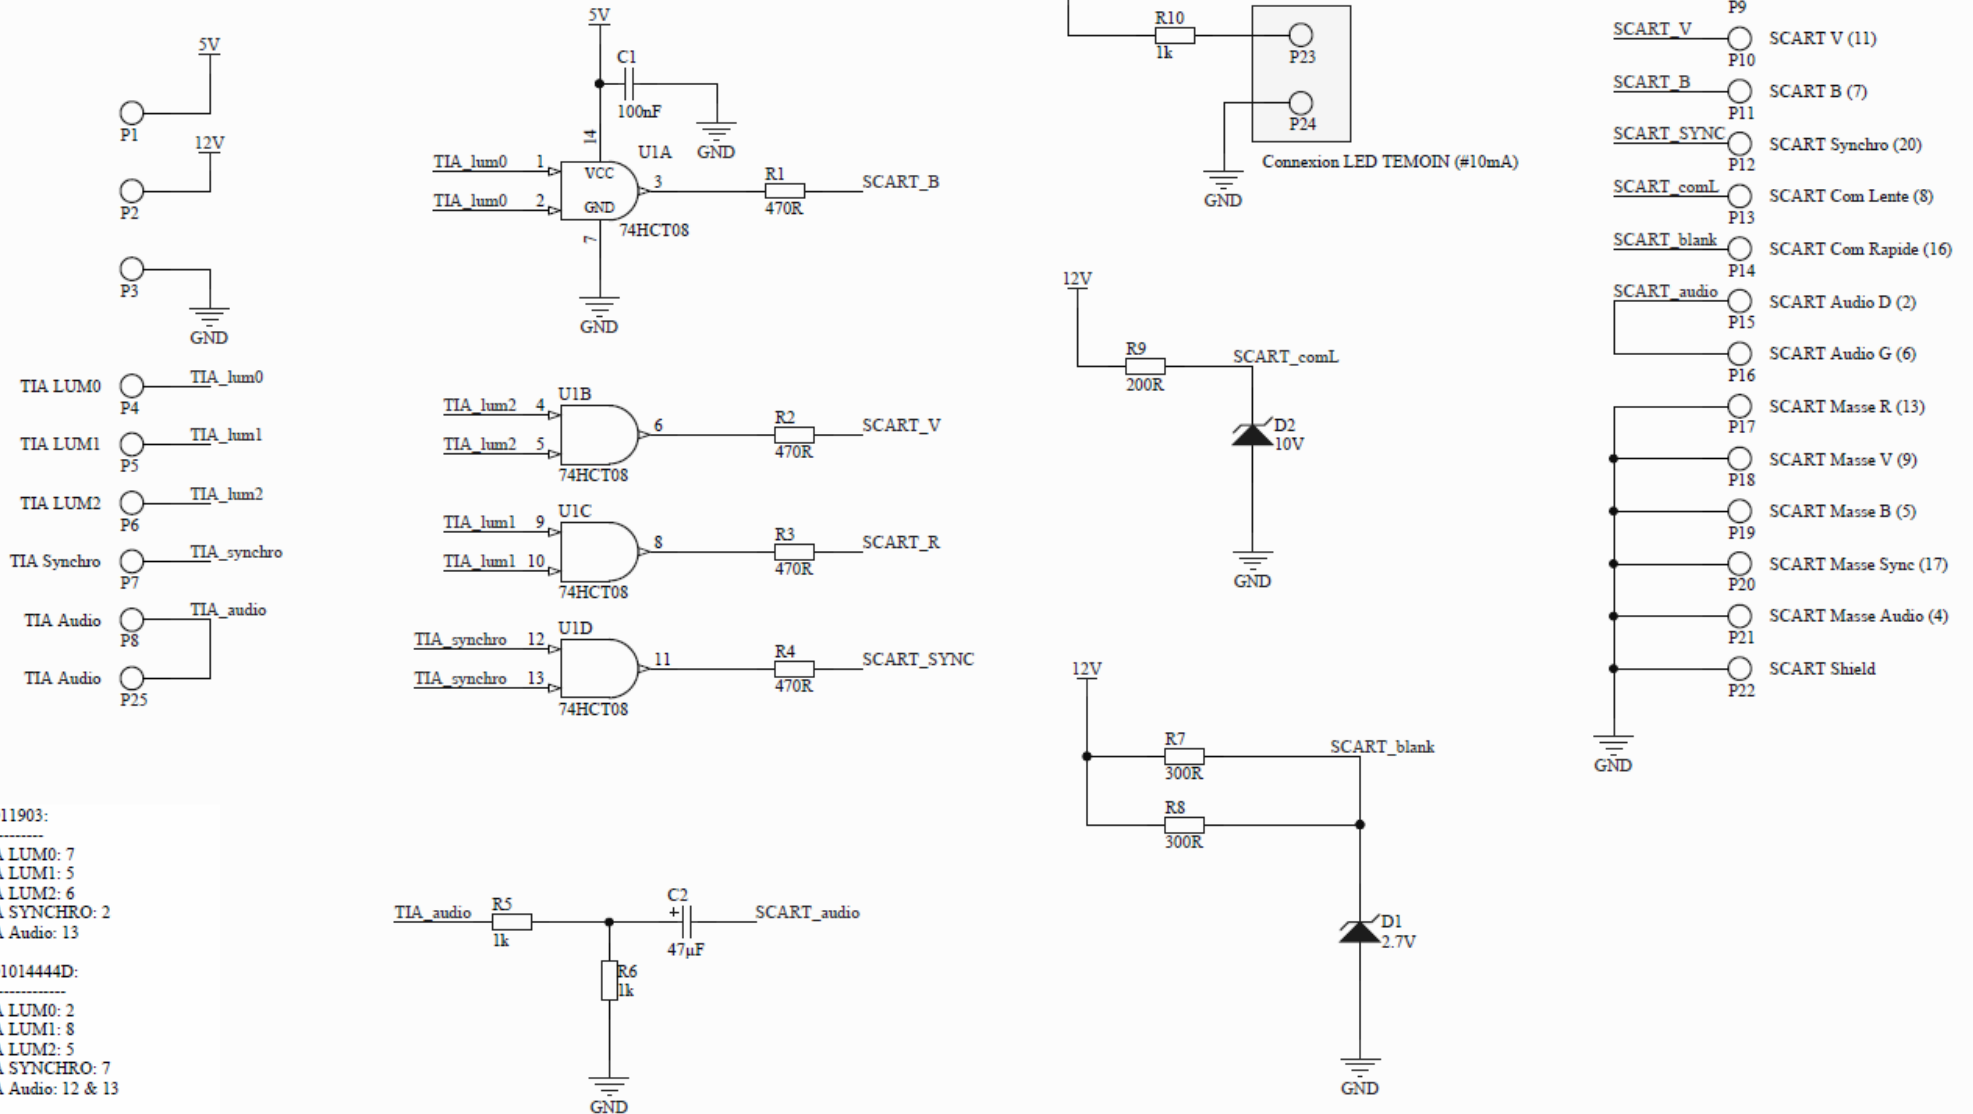 5V
P1
12V
P2
P3
GND
TIA LUM0
P4
TIA_lum0
TIA LUM1
P5
TIA_lum1
TIA LUM2
P6
TIA_lum2
TIA Synchro
P7
TIA_synchro
TIA Audio
P8
TIA_audio
TIA Audio
P25
11903:
--------
A LUM0: 7
A LUM1: 5
A LUM2: 6
A SYNCHRO: 2
A Audio: 13
1014444D:
------------
A LUM0: 2
A LUM1: 8
A LUM2: 5
A SYNCHRO: 7
A Audio: 12 & 13
5V
C1
100nF
GND
14
TIA_lum0 1
TIA_lum0 2
VCC
GND
U1A
3
74HCT08
7
GND
R1
470R
SCART_B
U1B
TIA_lum2 4
TIA_lum2 5
6
74HCT08
R2
470R
SCART_V
U1C
TIA_lum1 9
TIA_lum1 10
8
74HCT08
R3
470R
SCART_R
U1D
TIA_synchro 12
TIA_synchro 13
11
74HCT08
R4
470R
SCART_SYNC
TIA_audio
R5
1k
R6
1k
GND
C2
+
47µF
SCART_audio
R10
1k
P23
P24
GND
Connexion LED TEMOIN (#10mA)
12V
R9
200R
SCART_comL
D2
10V
GND
12V
R7
300R
R8
300R
SCART_blank
D1
2.7V
GND
P9
SCART_V
SCART V (11)
P10
SCART_B
SCART B (7)
P11
SCART_SYNC
SCART Synchro (20)
P12
SCART_comL
SCART Com Lente (8)
P13
SCART_blank
SCART Com Rapide (16)
P14
SCART_audio
SCART Audio D (2)
P15
SCART Audio G (6)
P16
SCART Masse R (13)
P17
SCART Masse V (9)
P18
SCART Masse B (5)
P19
SCART Masse Sync (17)
P20
SCART Masse Audio (4)
P21
SCART Shield
P22
GND